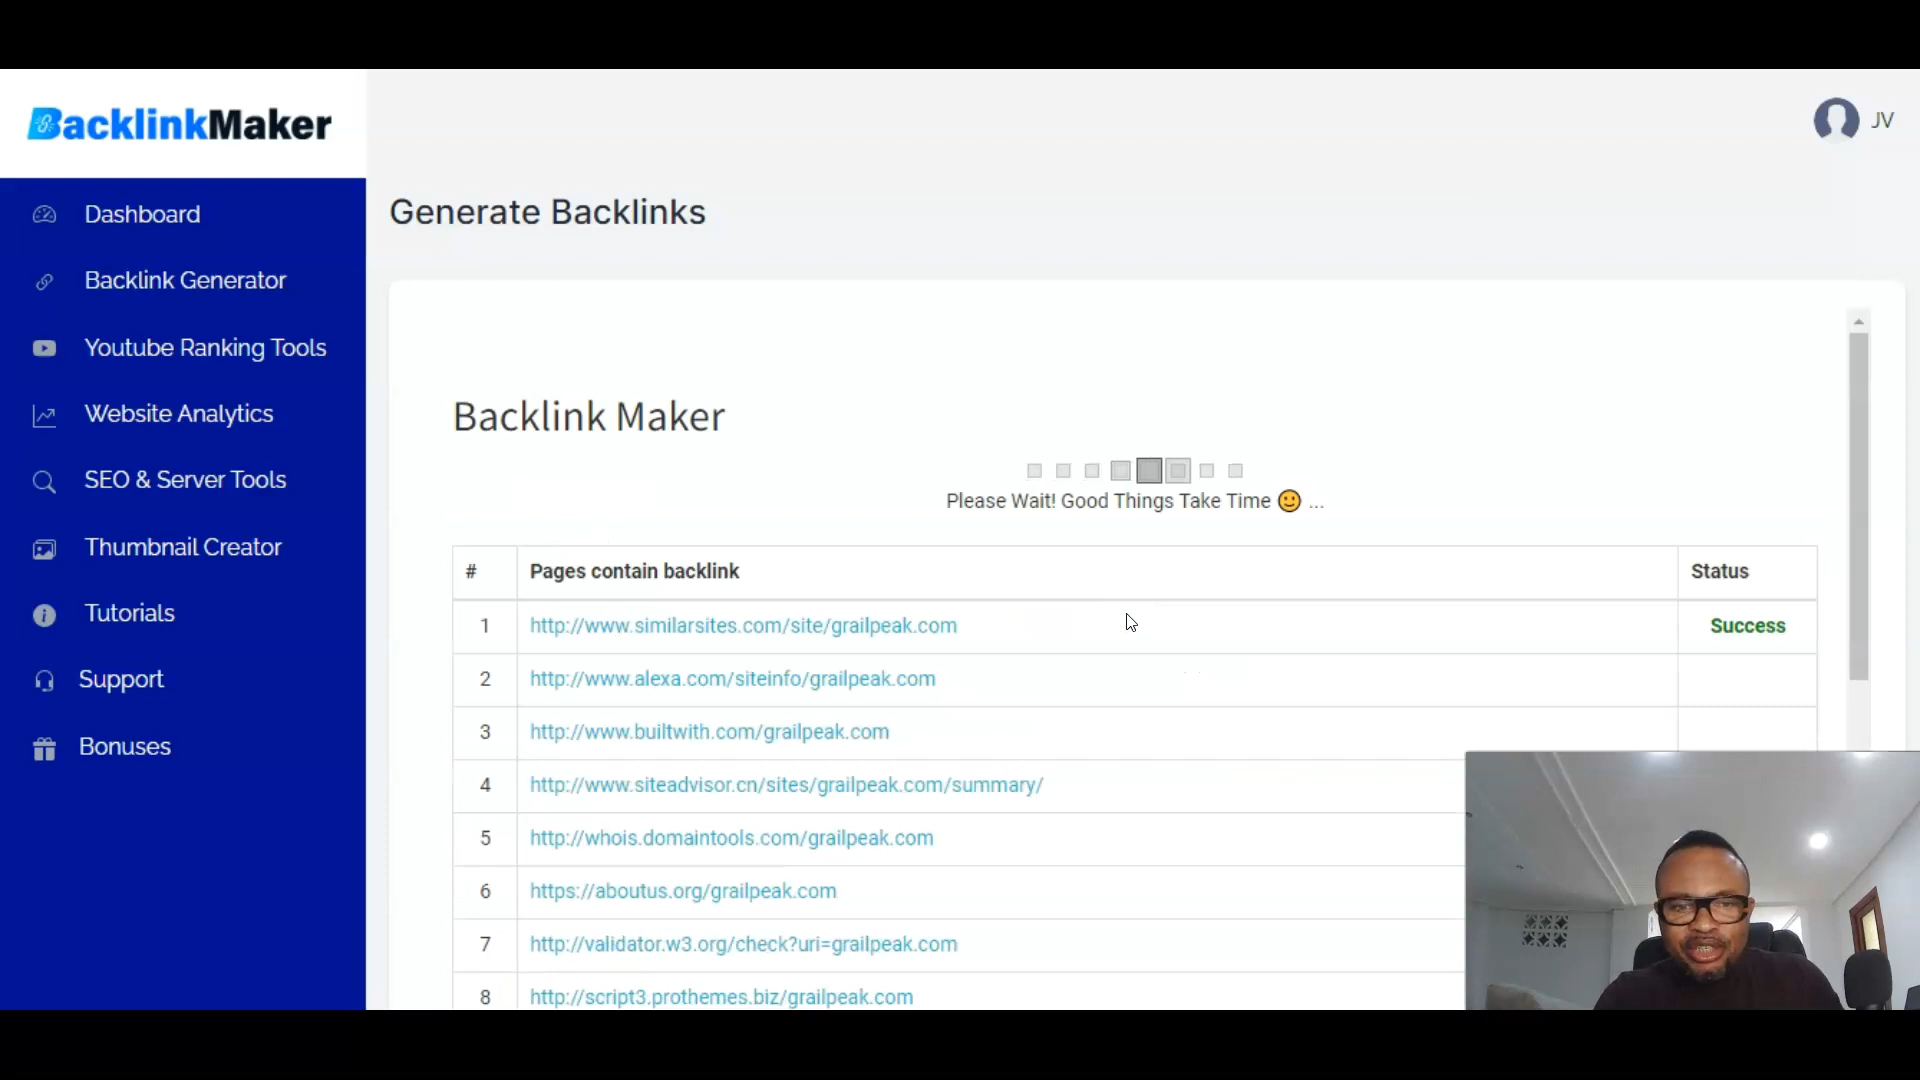 BacklinkMaker
JV
Dashboard
Backlink Generator
Youtube Ranking Tools
Website Analytics
SEO & Server Tools
Thumbnail Creator
Tutorials
Support
Bonuses
Generate Backlinks
Backlink Maker
Please Wait! Good Things Take Time 🙂 ...
# Pages contain backlink Status
1 http://www.similarsites.com/site/grailpeak.com Success
2 http://www.alexa.com/siteinfo/grailpeak.com
3 http://www.builtwith.com/grailpeak.com
4 http://www.siteadvisor.cn/sites/grailpeak.com/summary/
5 http://whois.domaintools.com/grailpeak.com
6 https://aboutus.org/grailpeak.com
7 http://validator.w3.org/check?uri=grailpeak.com
8 http://script3.prothemes.biz/grailpeak.com